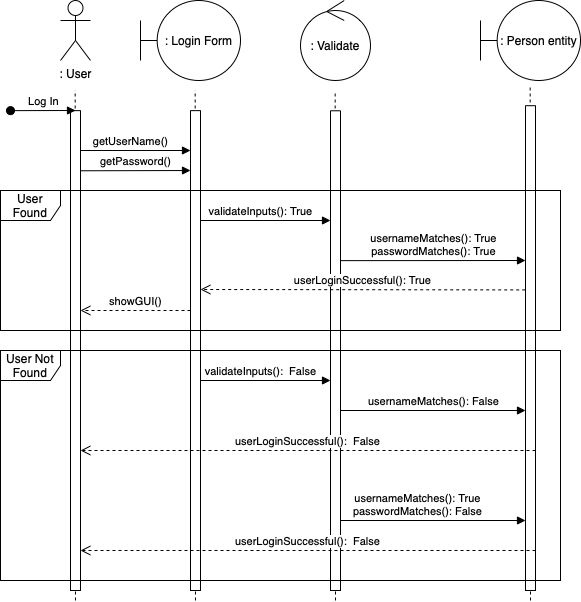 : User
: Login Form
: Validate
: Person entity
Log In
getUserName()
getPassword()
User
Found
validateInputs(): True
usernameMatches(): True
passwordMatches(): True
userLoginSuccessful(): True
showGUI()
User Not
Found
validateInputs():  False
usernameMatches(): False
userLoginSuccessful():  False
usernameMatches(): True
passwordMatches(): False
userLoginSuccessful():  False